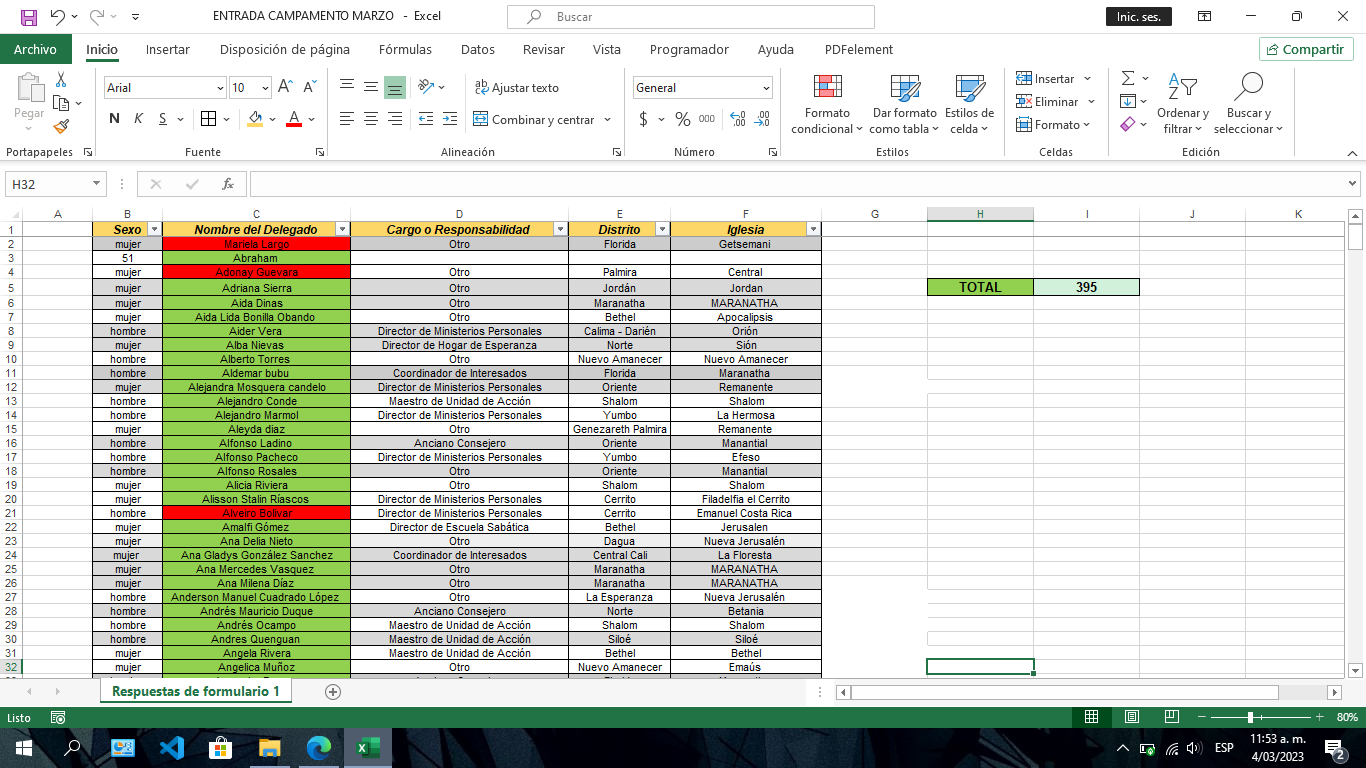 ENTRADA CAMPAMENTO MARZO - Excel
Buscar
Inic. ses.
Archivo Inicio Insertar Disposición de página Fórmulas Datos Revisar Vista Programador Ayuda PDFelement Compartir
Pegar
Arial 10
N K S
Ajustar texto
Combinar y centrar
General
$ % 000
Formato condicional
Dar formato como tabla
Estilos de celda
Insertar
Eliminar
Formato
Ordenar y filtrar
Buscar y seleccionar
Portapapeles Fuente Alineación Número Estilos Celdas Edición
H32 fx
A B C D E F G H I J K
1 Sexo Nombre del Delegado Cargo o Responsabilidad Distrito Iglesia
2 mujer Mariela Largo Otro Florida Getsemani
3 51 Abraham
4 mujer Adonay Guevara Otro Palmira Central
5 mujer Adriana Sierra Otro Jordán Jordan TOTAL 395
6 mujer Aida Dinas Otro Maranatha MARANATHA
7 mujer Aida Lida Bonilla Obando Otro Bethel Apocalipsis
8 hombre Aider Vera Director de Ministerios Personales Calima - Darién Orión
9 mujer Alba Nievas Director de Hogar de Esperanza Norte Sión
10 hombre Alberto Torres Otro Nuevo Amanecer Nuevo Amanecer
11 hombre Aldemar bubu Coordinador de Interesados Florida Maranatha
12 mujer Alejandra Mosquera candelo Director de Ministerios Personales Oriente Remanente
13 hombre Alejandro Conde Maestro de Unidad de Acción Shalom Shalom
14 hombre Alejandro Marmol Director de Ministerios Personales Yumbo La Hermosa
15 mujer Aleyda diaz Otro Genezareth Palmira Remanente
16 hombre Alfonso Ladino Anciano Consejero Oriente Manantial
17 hombre Alfonso Pacheco Director de Ministerios Personales Yumbo Efeso
18 hombre Alfonso Rosales Otro Oriente Manantial
19 mujer Alicia Riviera Otro Shalom Shalom
20 mujer Alisson Stalin Ríascos Director de Ministerios Personales Cerrito Filadelfia el Cerrito
21 hombre Alveiro Bolivar Director de Ministerios Personales Cerrito Emanuel Costa Rica
22 mujer Amalfi Gómez Director de Escuela Sabática Bethel Jerusalen
23 mujer Ana Delia Nieto Otro Dagua Nueva Jerusalén
24 mujer Ana Gladys González Sanchez Coordinador de Interesados Central Cali La Floresta
25 mujer Ana Mercedes Vasquez Otro Maranatha MARANATHA
26 mujer Ana Milena Díaz Otro Maranatha MARANATHA
27 hombre Anderson Manuel Cuadrado López Otro La Esperanza Nueva Jerusalén
28 hombre Andrés Mauricio Duque Anciano Consejero Norte Betania
29 hombre Andrés Ocampo Maestro de Unidad de Acción Shalom Shalom
30 hombre Andres Quenguan Maestro de Unidad de Acción Siloé Siloé
31 mujer Angela Rivera Maestro de Unidad de Acción Bethel Bethel
32 mujer Angelica Muñoz Otro Nuevo Amanecer Emaús
Respuestas de formulario 1
Listo 80%
ESP
11:53 a. m.
4/03/2023
2